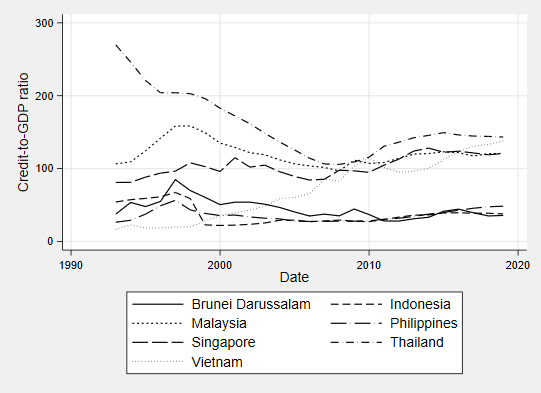 300
200
100
0
Credit-to-GDP ratio
1990 2000 2010 2020
Date
Brunei Darussalam Indonesia
Malaysia Philippines
Singapore Thailand
Vietnam